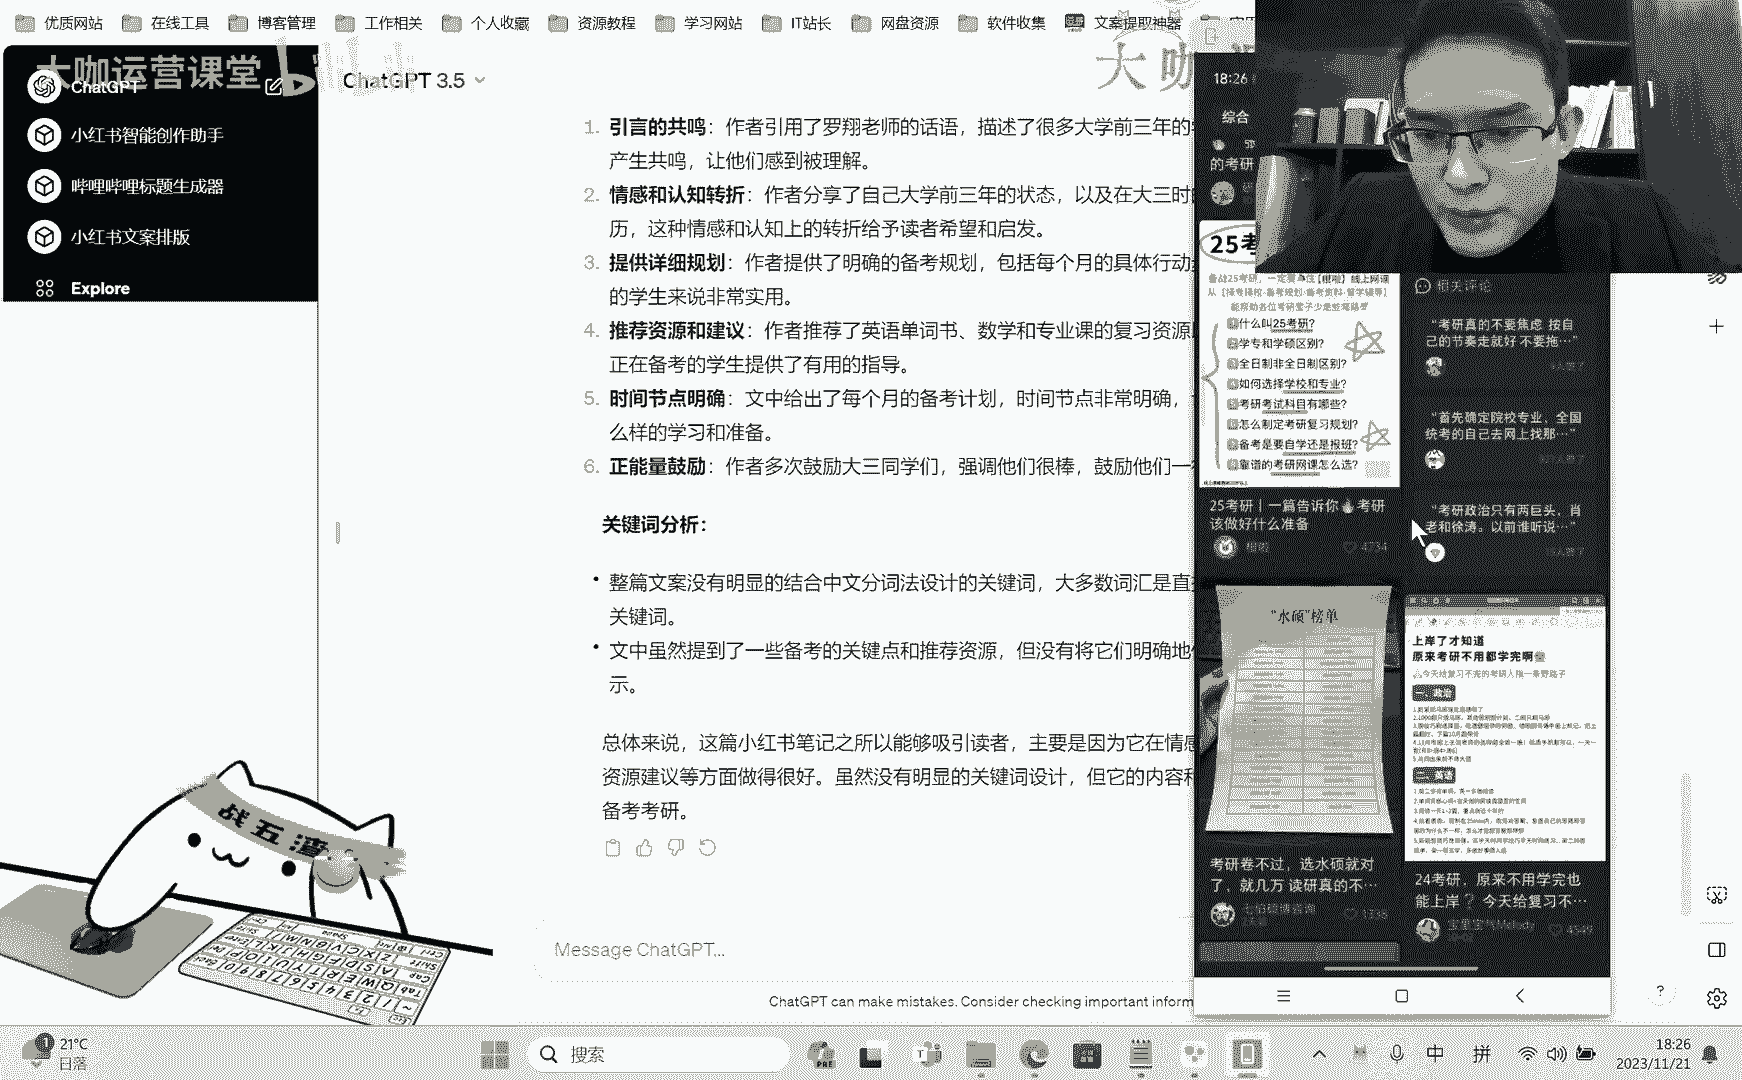 优质网站
在线工具
博客管理
工作相关
个人收藏
资源教程
学习网站
IT站长
网盘资源
软件收集
文案提取神器
大咖运营课堂
大咖
ChatGPT
小红书智能创作助手
哔哩哔哩标题生成器
小红书文案排版
Explore
ChatGPT 3.5
1. 引言的共鸣：作者引用了罗翔老师的话语，描述了很多大学前三年的
产生共鸣，让他们感到被理解。
2. 情感和认知转折：作者分享了自己大学前三年的状态，以及在大三时
历，这种情感和认知上的转折给予读者希望和启发。
3. 提供详细规划：作者提供了明确的备考规划，包括每个月的具体行动
的学生来说非常实用。
4. 推荐资源和建议：作者推荐了英语单词书、数学和专业课的复习资源
正在备考的学生提供了有用的指导。
5. 时间节点明确：文中给出了每个月的备考计划，时间节点非常明确，
么样的学习和准备。
6. 正能量鼓励：作者多次鼓励大三同学们，强调他们很棒，鼓励他们一
关键词分析：
• 整篇文案没有明显的结合中文分词法设计的关键词，大多数词汇是直
关键词。
• 文中虽然提到了一些备考的关键点和推荐资源，但没有将它们明确地
示。
总体来说，这篇小红书笔记之所以能够吸引读者，主要是因为它在情感
资源建议等方面做得很好。虽然没有明显的关键词设计，但它的内容和
备考考研。
Message ChatGPT...
ChatGPT can make mistakes. Consider checking important inform
18:26
综合
的考研
25考
什么叫25考研?
学专和学硕区别?
全日制非全日制区别?
如何选择学校和专业?
考研考试科目有哪些?
怎么制定考研复习规划?
备考是要自学还是报班?
靠谱的考研网课怎么选?
25考研丨一篇告诉你🔥考研
该做好什么准备
4734
相关评论
“考研真的不要焦虑 按自
己的节奏走就好 不要拖…”
“首先确定院校专业，全国
统考的自己去网上找那…”
“考研政治只有两巨头，肖
老和徐涛。以前谁听说…”
“水硕”榜单
考研卷不过，选水硕就对
了，就几万 读研真的不…
1338
上岸了才知道
原来考研不用都学完啊
24考研，原来不用学完也
能上岸？ 今天给复习不…
宝里宝气Melody
4549
战五渣
21°C
日落
搜索
中
拼
18:26
2023/11/21